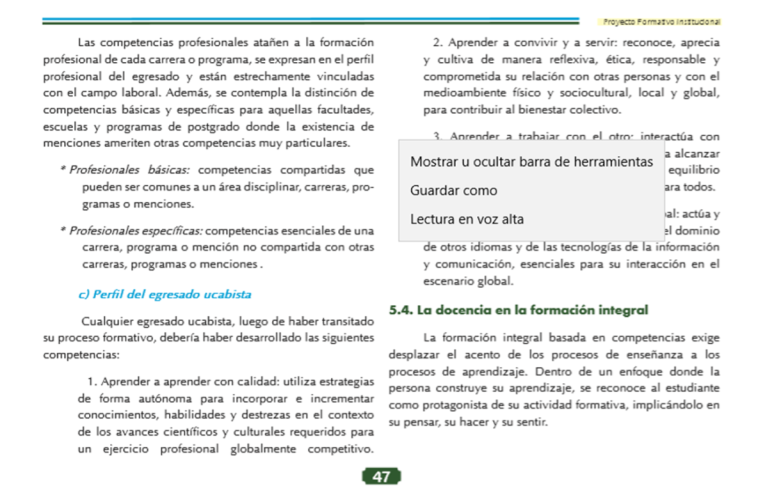 Proyecto Formativo Institucional
Las competencias profesionales atañen a la formación
profesional de cada carrera o programa, se expresan en el perfil
profesional del egresado y están estrechamente vinculadas
con el campo laboral. Además, se contempla la distinción de
competencias básicas y específicas para aquellas facultades,
escuelas y programas de postgrado donde la existencia de
menciones ameriten otras competencias muy particulares.
* Profesionales básicas: competencias compartidas que
pueden ser comunes a un área disciplinar, carreras, pro-
gramas o menciones.
* Profesionales específicas: competencias esenciales de una
carrera, programa o mención no compartida con otras
carreras, programas o menciones .
c) Perfil del egresado ucabista
Cualquier egresado ucabista, luego de haber transitado
su proceso formativo, debería haber desarrollado las siguientes
competencias:
1. Aprender a aprender con calidad: utiliza estrategias
de forma autónoma para incorporar e incrementar
conocimientos, habilidades y destrezas en el contexto
de los avances científicos y culturales requeridos para
un ejercicio profesional globalmente competitivo.
2. Aprender a convivir y a servir: reconoce, aprecia
y cultiva de manera reflexiva, ética, responsable y
comprometida su relación con otras personas y con el
medioambiente físico y sociocultural, local y global,
para contribuir al bienestar colectivo.
3. Aprender a trabajar con el otro: interactúa con
a alcanzar
equilibrio
ara todos.
al: actúa y
el dominio
de otros idiomas y de las tecnologías de la información
y comunicación, esenciales para su interacción en el
escenario global.
Mostrar u ocultar barra de herramientas
Guardar como
Lectura en voz alta
5.4. La docencia en la formación integral
La formación integral basada en competencias exige
desplazar el acento de los procesos de enseñanza a los
procesos de aprendizaje. Dentro de un enfoque donde la
persona construye su aprendizaje, se reconoce al estudiante
como protagonista de su actividad formativa, implicándolo en
su pensar, su hacer y su sentir.
47